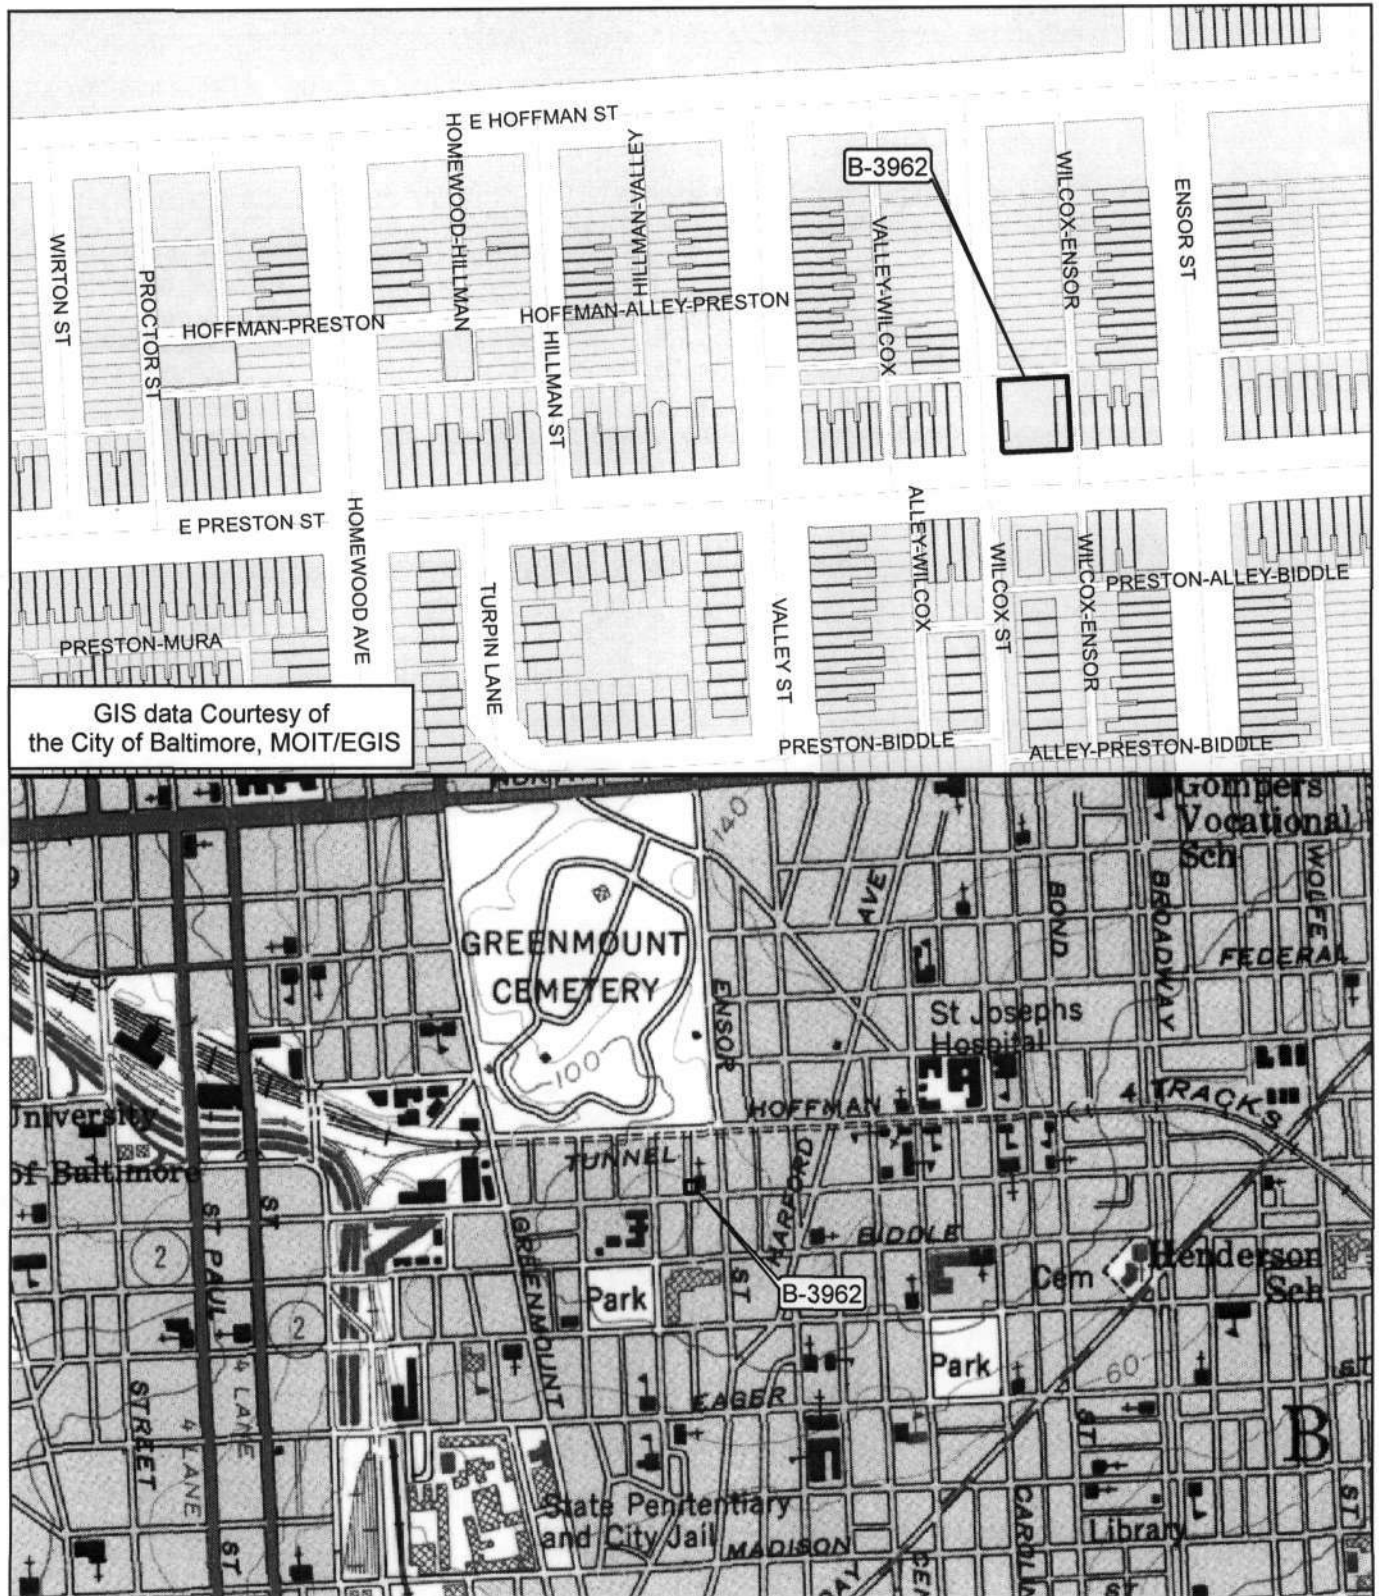 E HOFFMAN ST
HOMEWOOD-HILLMAN
HILLMAN-VALLEY
B-3962
WILCOX-ENSOR
ENSOR ST
VALLEY-WILCOX
WIRTON ST
PROCTOR ST
HOFFMAN-PRESTON
HOFFMAN-ALLEY-PRESTON
HILLMAN ST
E PRESTON ST
HOMEWOOD AVE
TURPIN LANE
VALLEY ST
ALLEY-WILCOX
WILCOX ST
WILCOX-ENSOR
PRESTON-ALLEY-BIDDLE
PRESTON-MURA
PRESTON-BIDDLE
ALLEY-PRESTON-BIDDLE
GIS data Courtesy of
the City of Baltimore, MOIT/EGIS
Gompers
Vocational
Sch
140
AVE
BOND
BROADWAY
WOLFE
FEDERAL
GREENMOUNT
CEMETERY
ENSOR
100
St Josephs
Hospital
HOFFMAN
4 TRACKS
University
of Baltimore
TUNNEL
HARFORD
ST PAUL
ST
2
GREENMOUNT
BIDDLE
Park
ST
B-3962
Cem
Henderson
Sch
2
Park
60
ST
STREET
4 LANE
4 LANE
EAGER
ST
B
State Penitentiary
and City Jail
MADISON
Library
ST
ST
ST